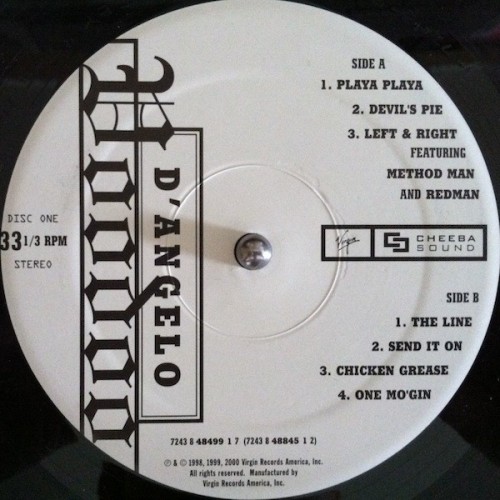 Voodoo
D'ANGELO
DISC ONE
33 1/3 RPM
STEREO
SIDE A
1. PLAYA PLAYA
2. DEVIL'S PIE
3. LEFT & RIGHT
FEATURING
METHOD MAN
AND REDMAN
Virgin
CHEEBA
SOUND
SIDE B
1. THE LINE
2. SEND IT ON
3. CHICKEN GREASE
4. ONE MO'GIN
7243 8 48499 1 7 (7243 8 48845 1 2)
℗ & © 1998, 1999, 2000 Virgin Records America, Inc.
All rights reserved. Manufactured by
Virgin Records America, Inc.